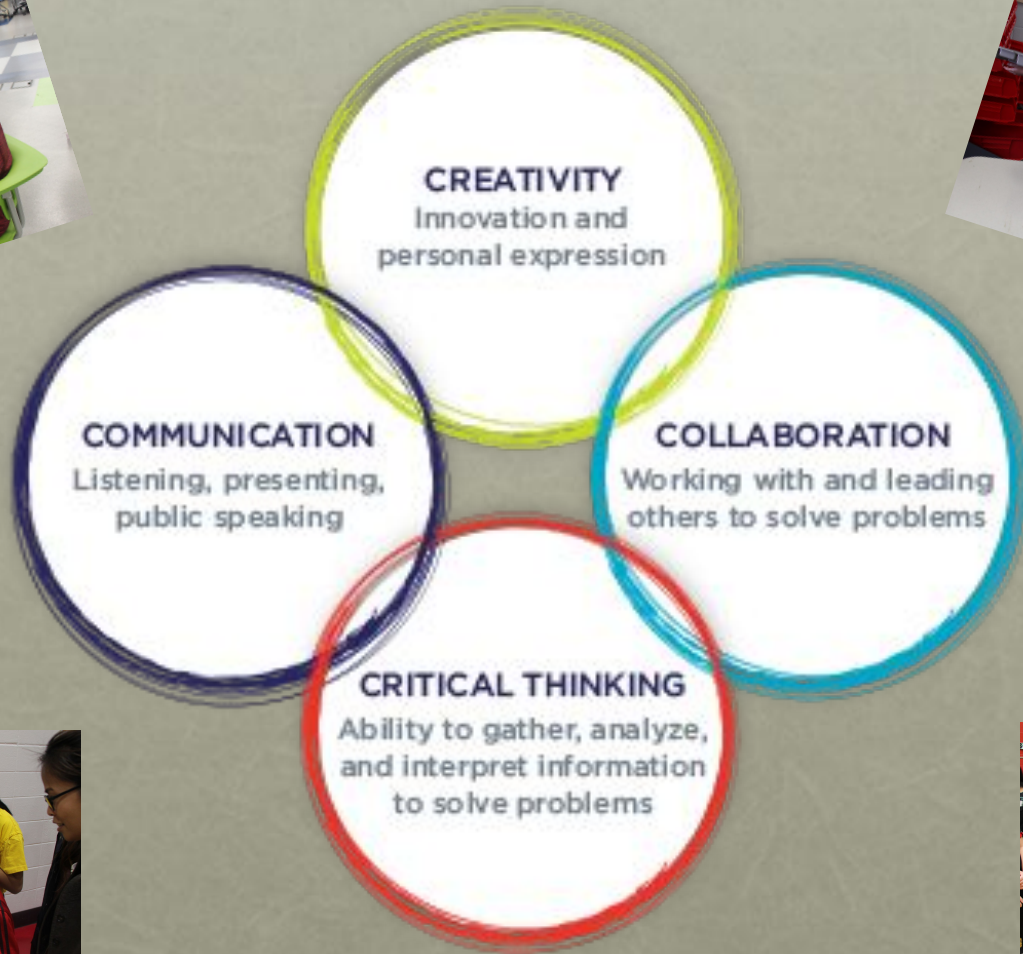 CREATIVITY
Innovation and
personal expression
COMMUNICATION
Listening, presenting,
public speaking
COLLABORATION
Working with and leading
others to solve problems
CRITICAL THINKING
Ability to gather, analyze,
and interpret information
to solve problems